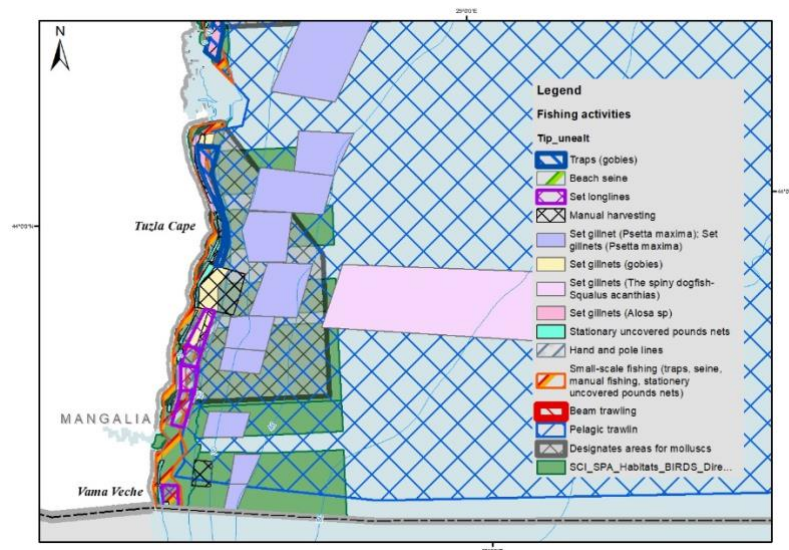 N
Legend
Fishing activities
Tip_unealt
Traps (gobies)
Beach seine
Set longlines
Manual harvesting
Set gillnet (Psetta maxima); Set
gillnets (Psetta maxima)
Set gillnets (gobies)
Set gillnets (The spiny dogfish-
Squalus acanthias)
Set gillnets (Alosa sp)
Stationary uncovered pounds nets
Hand and pole lines
Small-scale fishing (traps, seine,
manual fishing, stationery
uncovered pounds nets)
Beam trawling
Pelagic trawlin
Designates areas for molluscs
SCI_SPA_Habitats_BIRDS_Dire...
Tuzla Cape
MANGALIA
Vama Veche